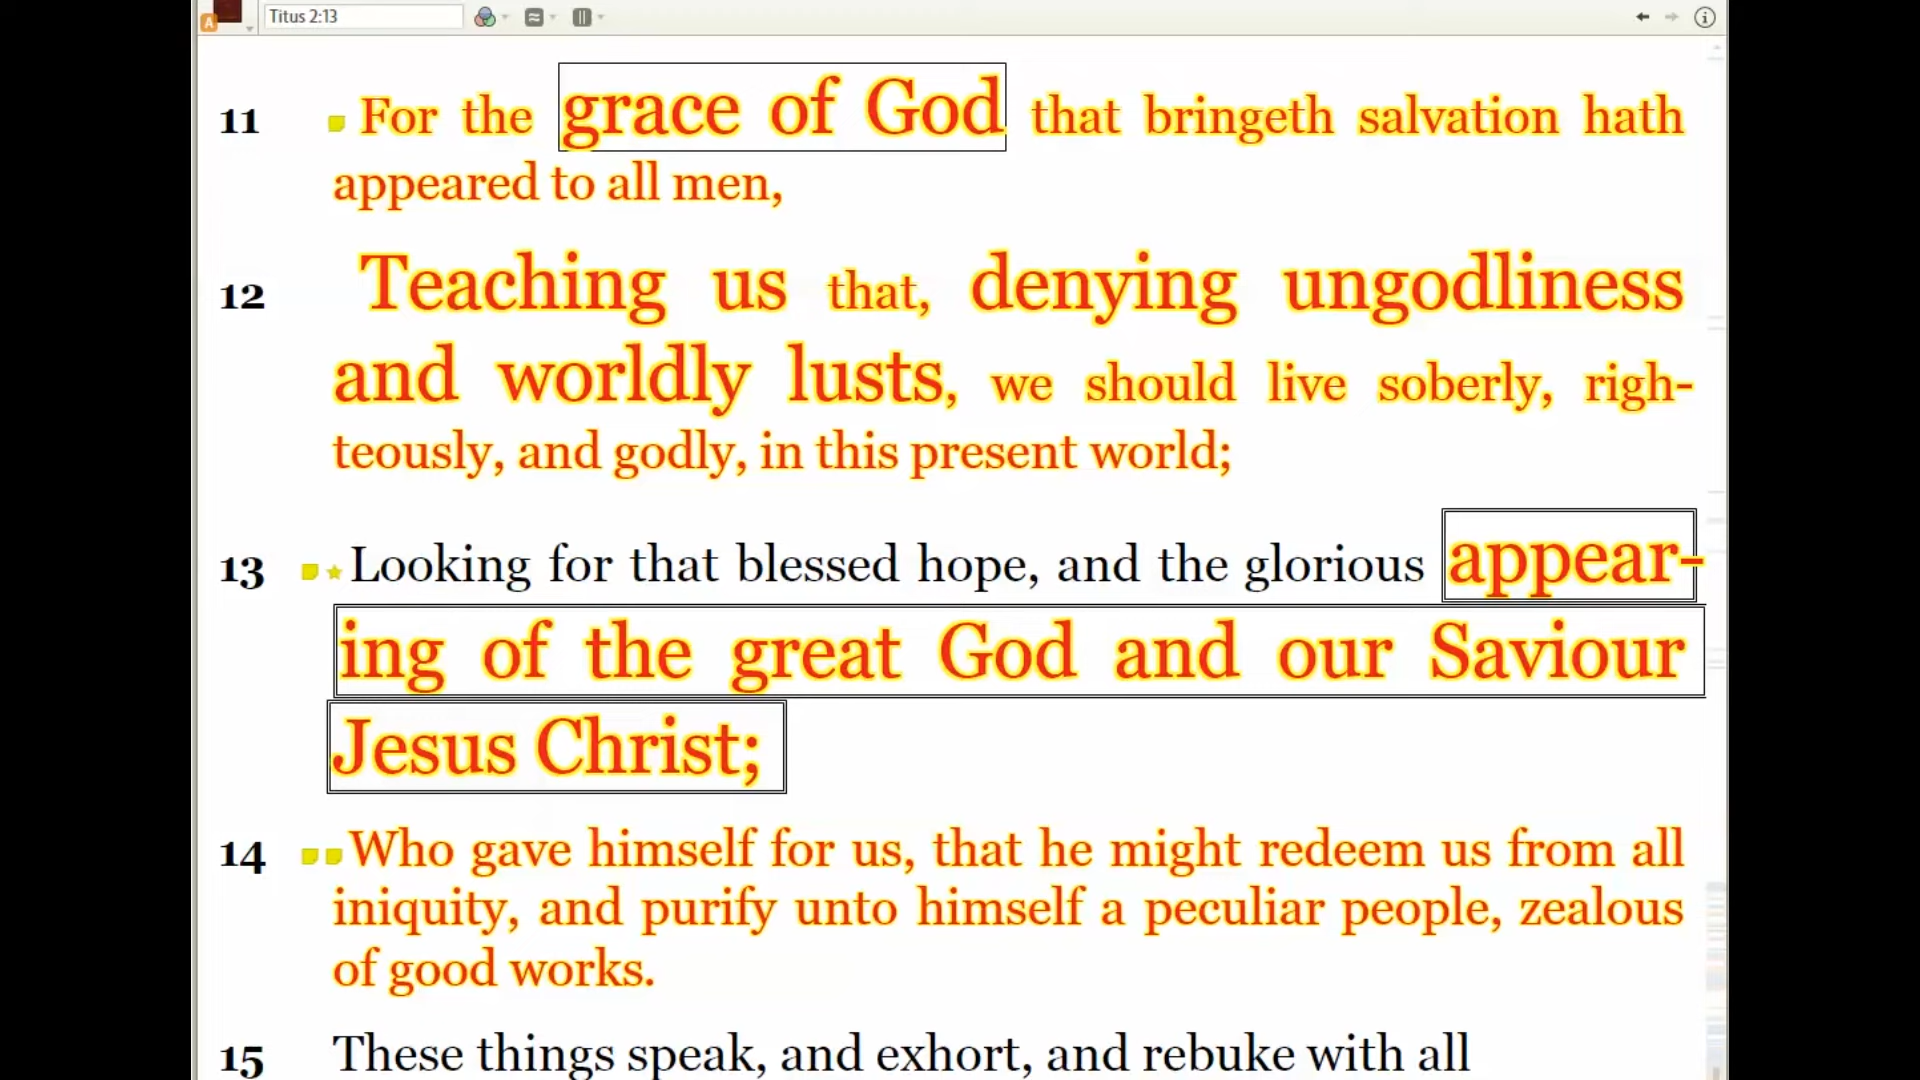 A
Titus 2:13
11 For the grace of God that bringeth salvation hath
appeared to all men,
12 Teaching us that, denying ungodliness
and worldly lusts, we should live soberly, righ-
teously, and godly, in this present world;
13 Looking for that blessed hope, and the glorious appear-
ing of the great God and our Saviour
Jesus Christ;
14 Who gave himself for us, that he might redeem us from all
iniquity, and purify unto himself a peculiar people, zealous
of good works.
15 These things speak, and exhort, and rebuke with all